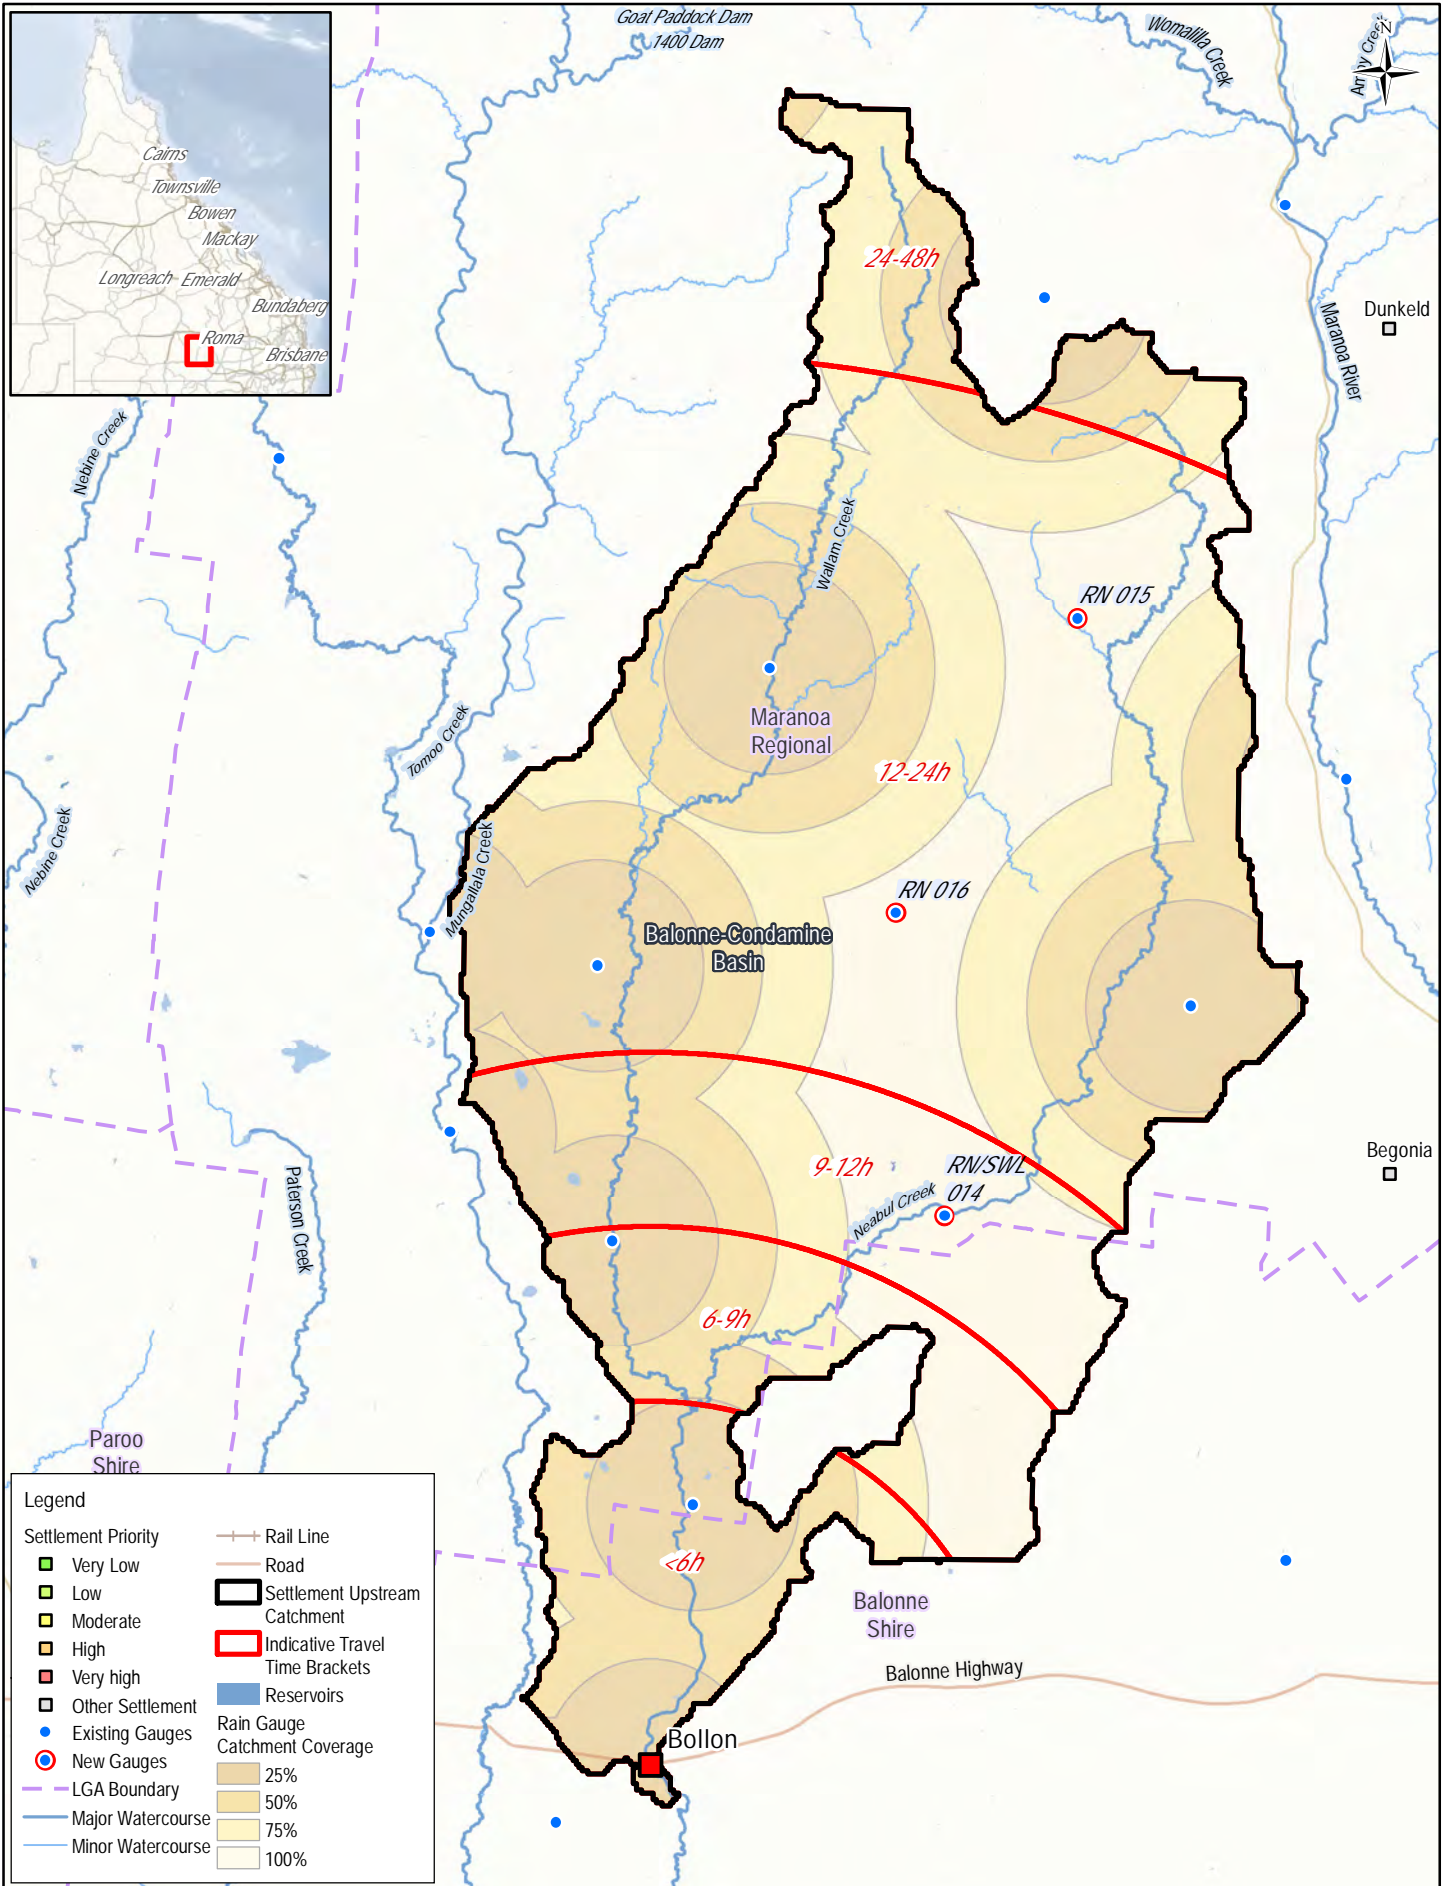 Goat Paddock Dam
1400 Dam
Womalilla Creek
Arrby Creek
N
Cairns
Townsville
Bowen
Mackay
Longreach
Emerald
Bundaberg
Roma
Brisbane
24-48h
Dunkeld
Maranoa River
Nebine Creek
Wallam Creek
RN 015
Maranoa
Regional
Tomoo Creek
12-24h
Nebine Creek
Mungallala Creek
RN 016
Balonne-Condamine
Basin
9-12h
RN/SWL
014
Begonia
Paterson Creek
Neabul Creek
6-9h
Paroo
Shire
<6h
Balonne
Shire
Balonne Highway
Bollon
Legend
Settlement Priority
Very Low
Low
Moderate
High
Very high
Other Settlement
Existing Gauges
New Gauges
LGA Boundary
Major Watercourse
Minor Watercourse
Rail Line
Road
Settlement Upstream
Catchment
Indicative Travel
Time Brackets
Reservoirs
Rain Gauge
Catchment Coverage
25%
50%
75%
100%